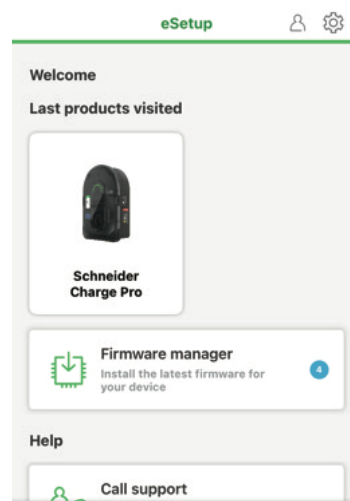 eSetup
Welcome
Last products visited
Schneider
Charge Pro
Firmware manager
Install the latest firmware for
your device
4
Help
Call support